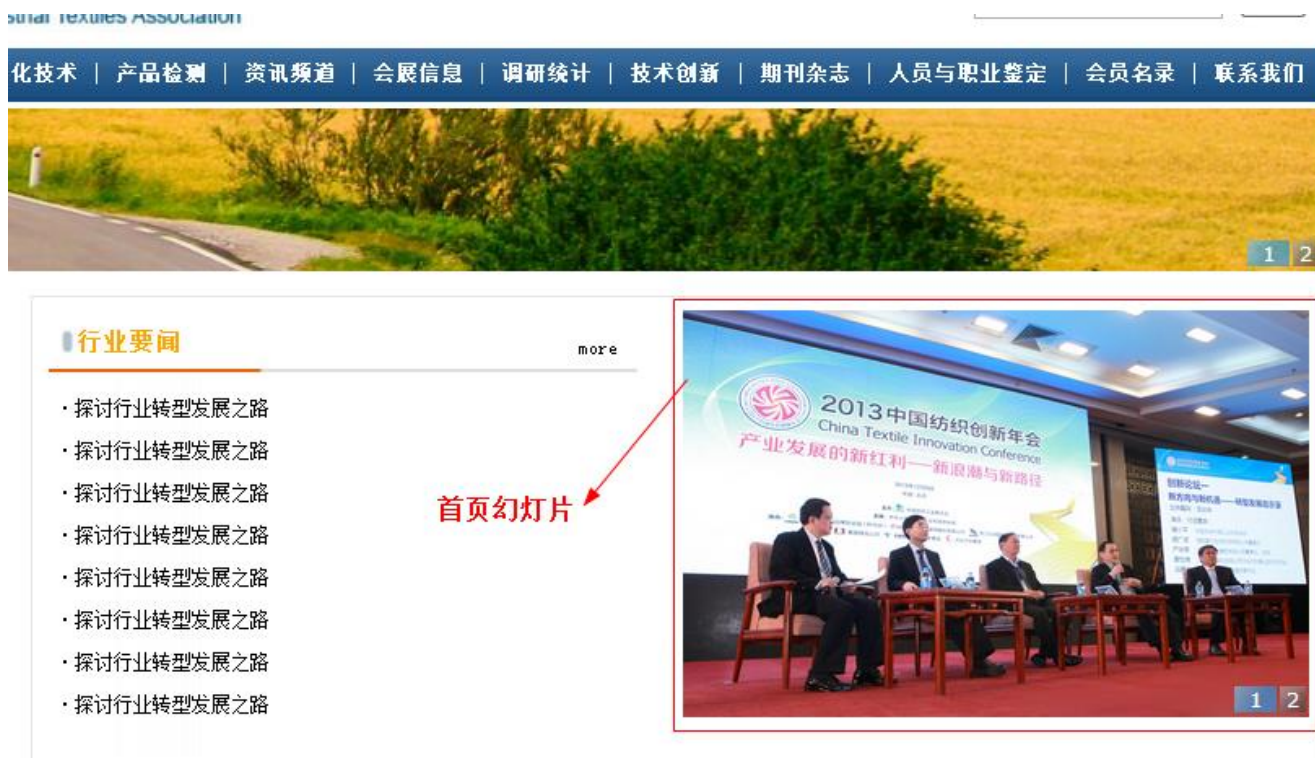 Textiles Association
化技术 | 产品检测 | 资讯频道 | 会展信息 | 调研统计 | 技术创新 | 期刊杂志 | 人员与职业鉴定 | 会员名录 | 联系我们
1 2
行业要闻
more
·探讨行业转型发展之路
·探讨行业转型发展之路
·探讨行业转型发展之路
·探讨行业转型发展之路
·探讨行业转型发展之路
·探讨行业转型发展之路
·探讨行业转型发展之路
·探讨行业转型发展之路
首页幻灯片
2013中国纺织创新年会
China Textile Innovation Conference
产业发展的新红利——新浪潮与新路径
创新论坛一
1 2